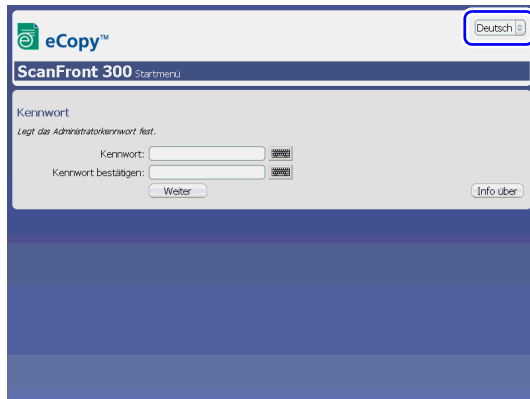 Deutsch
eCopy™
ScanFront 300 Startmenü
Kennwort
Legt das Administratorkennwort fest.
Kennwort:
Kennwort bestätigen:
Weiter Info über